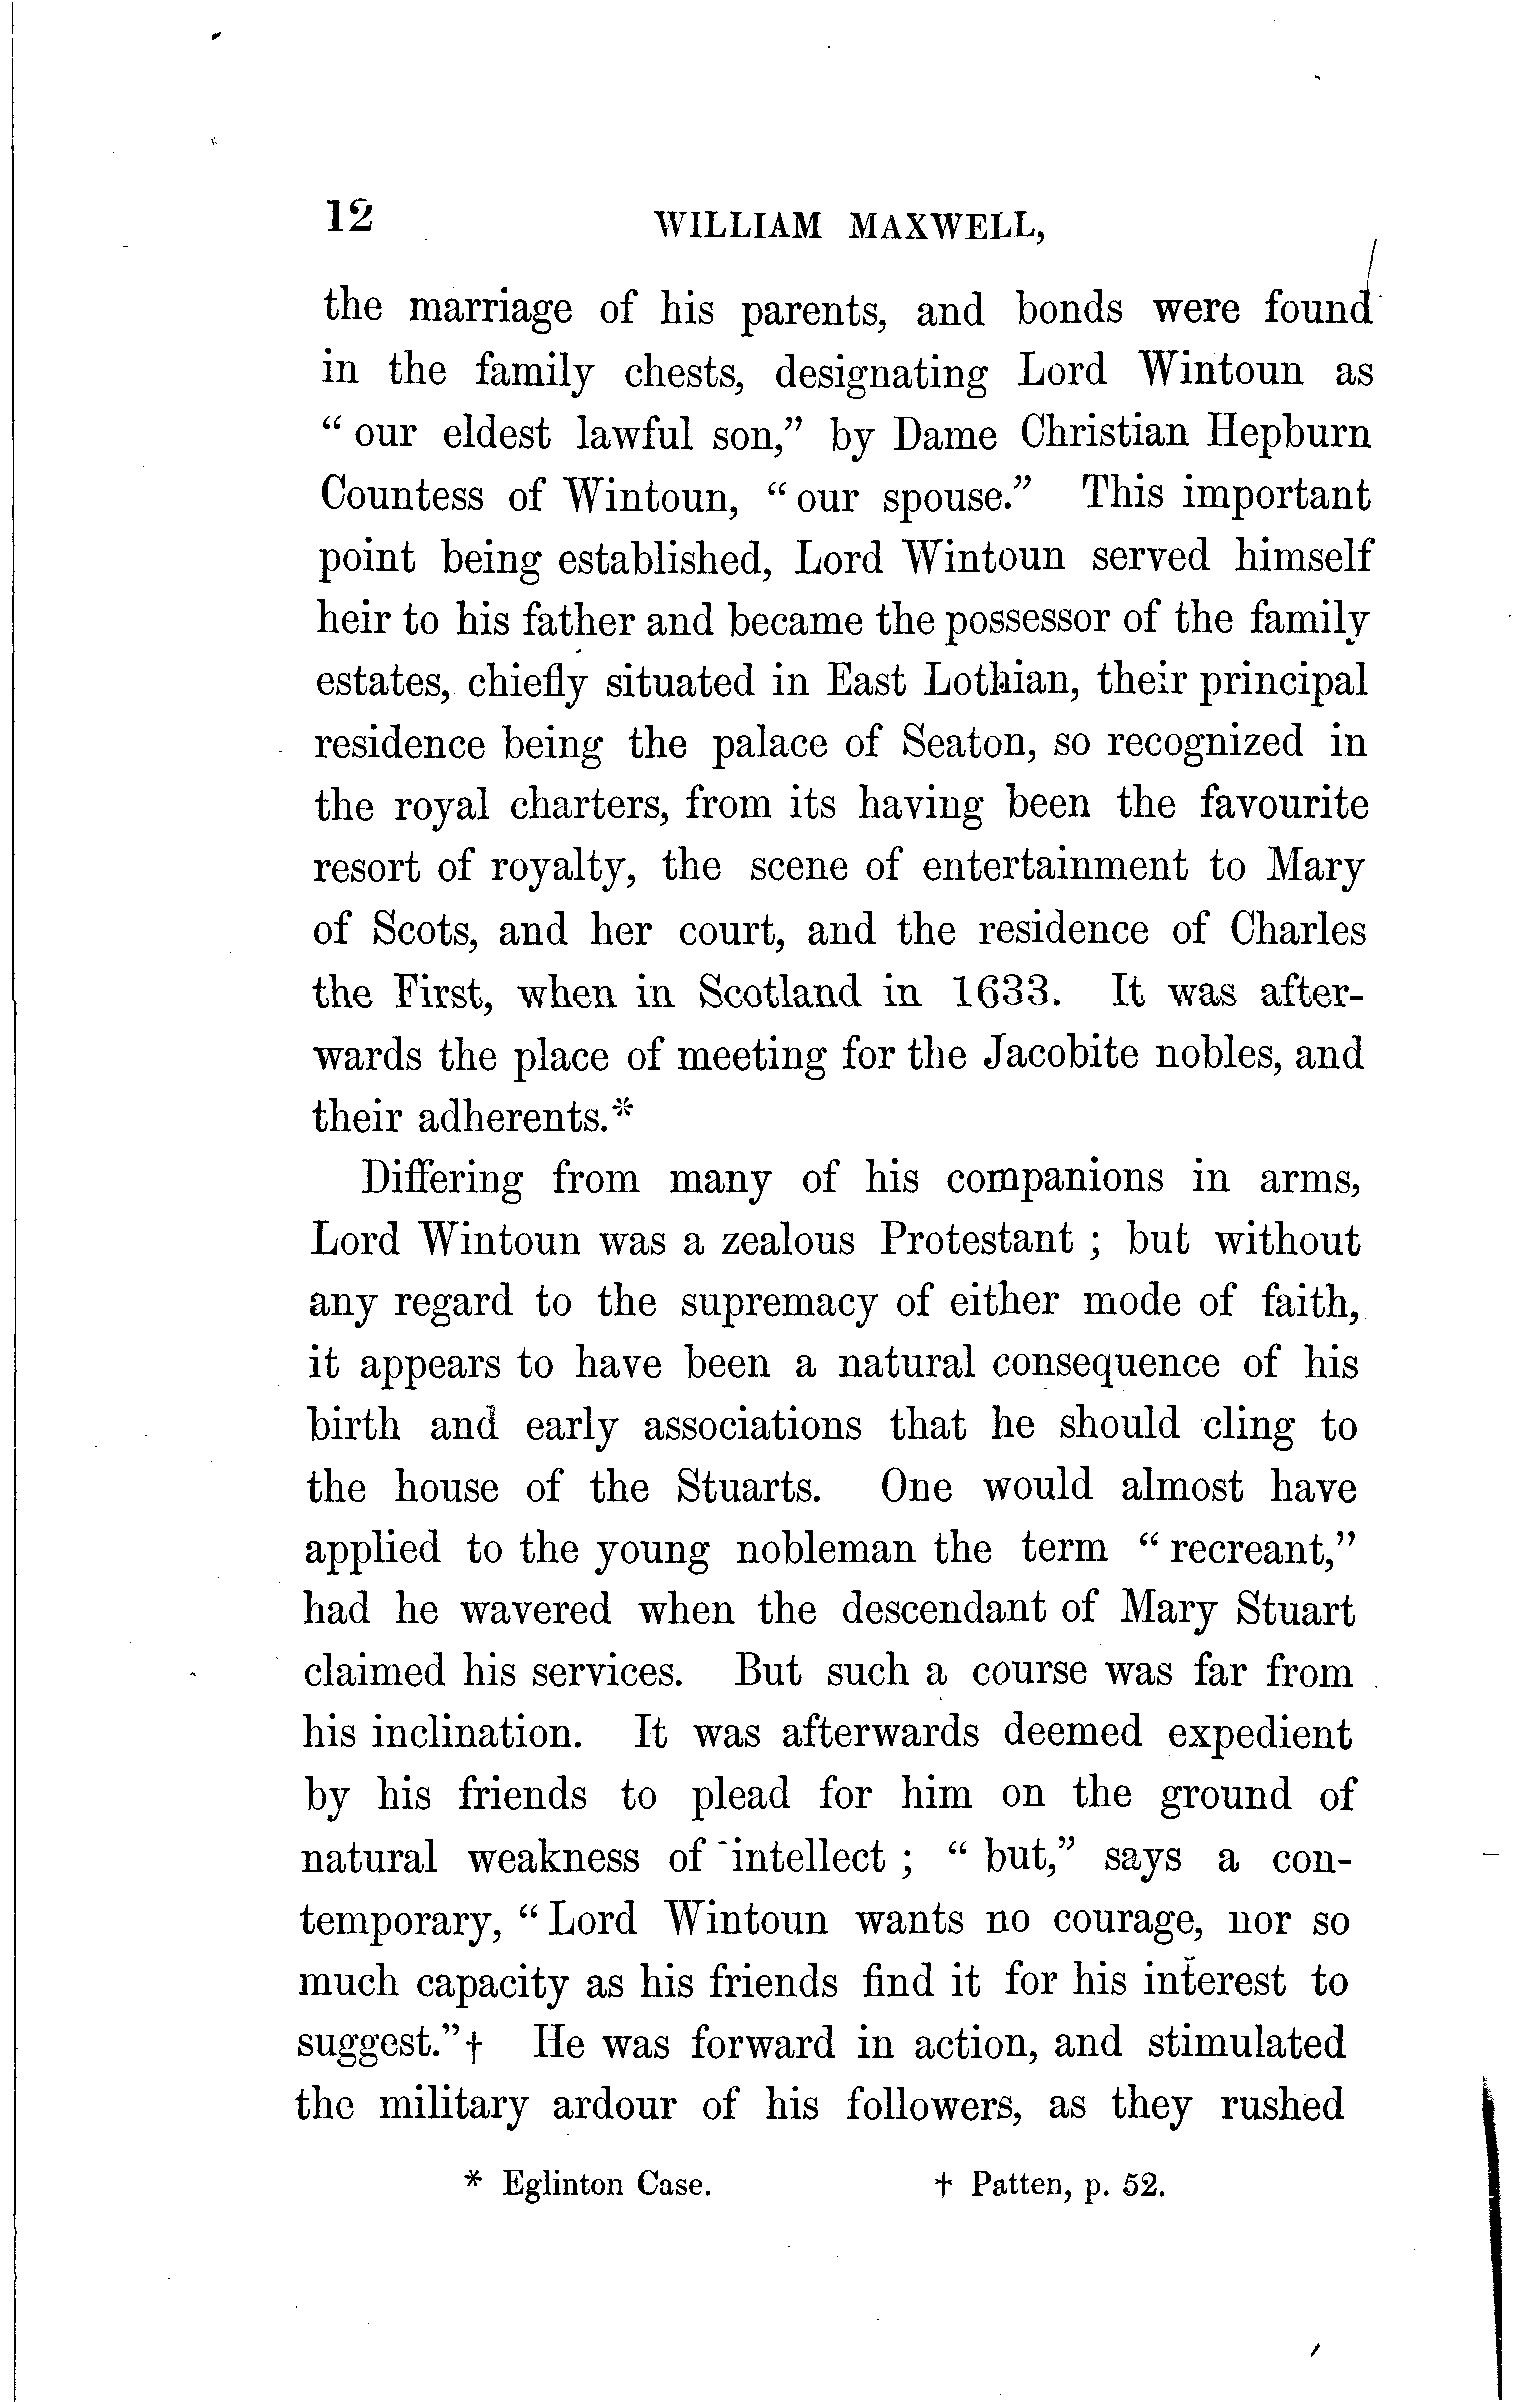 12 WILLIAM MAXWELL,
the marriage of his parents, and bonds were found
in the family chests, designating Lord Wintoun as
“ our eldest lawful son,” by Dame Christian Hepburn
Countess of Wintoun, “ our spouse.” This important
point being established, Lord Wintoun served himself
heir to his father and became the possessor of the family
estates, chiefly situated in East Lothian, their principal
residence being the palace of Seaton, so recognized in
the royal charters, from its having been the favourite
resort of royalty, the scene of entertainment to Mary
of Scots, and her court, and the residence of Charles
the First, when in Scotland in 1633. It was after-
wards the place of meeting for the Jacobite nobles, and
their adherents.*
Differing from many of his companions in arms,
Lord Wintoun was a zealous Protestant ; but without
any regard to the supremacy of either mode of faith,
it appears to have been a natural consequence of his
birth and early associations that he should cling to
the house of the Stuarts. One would almost have
applied to the young nobleman the term “ recreant,”
had he wavered when the descendant of Mary Stuart
claimed his services. But such a course was far from
his inclination. It was afterwards deemed expedient
by his friends to plead for him on the ground of
natural weakness of intellect ; “ but,” says a con-
temporary, “ Lord Wintoun wants no courage, nor so
much capacity as his friends find it for his interest to
suggest.”† He was forward in action, and stimulated
the military ardour of his followers, as they rushed
* Eglinton Case. † Patten, p. 52.